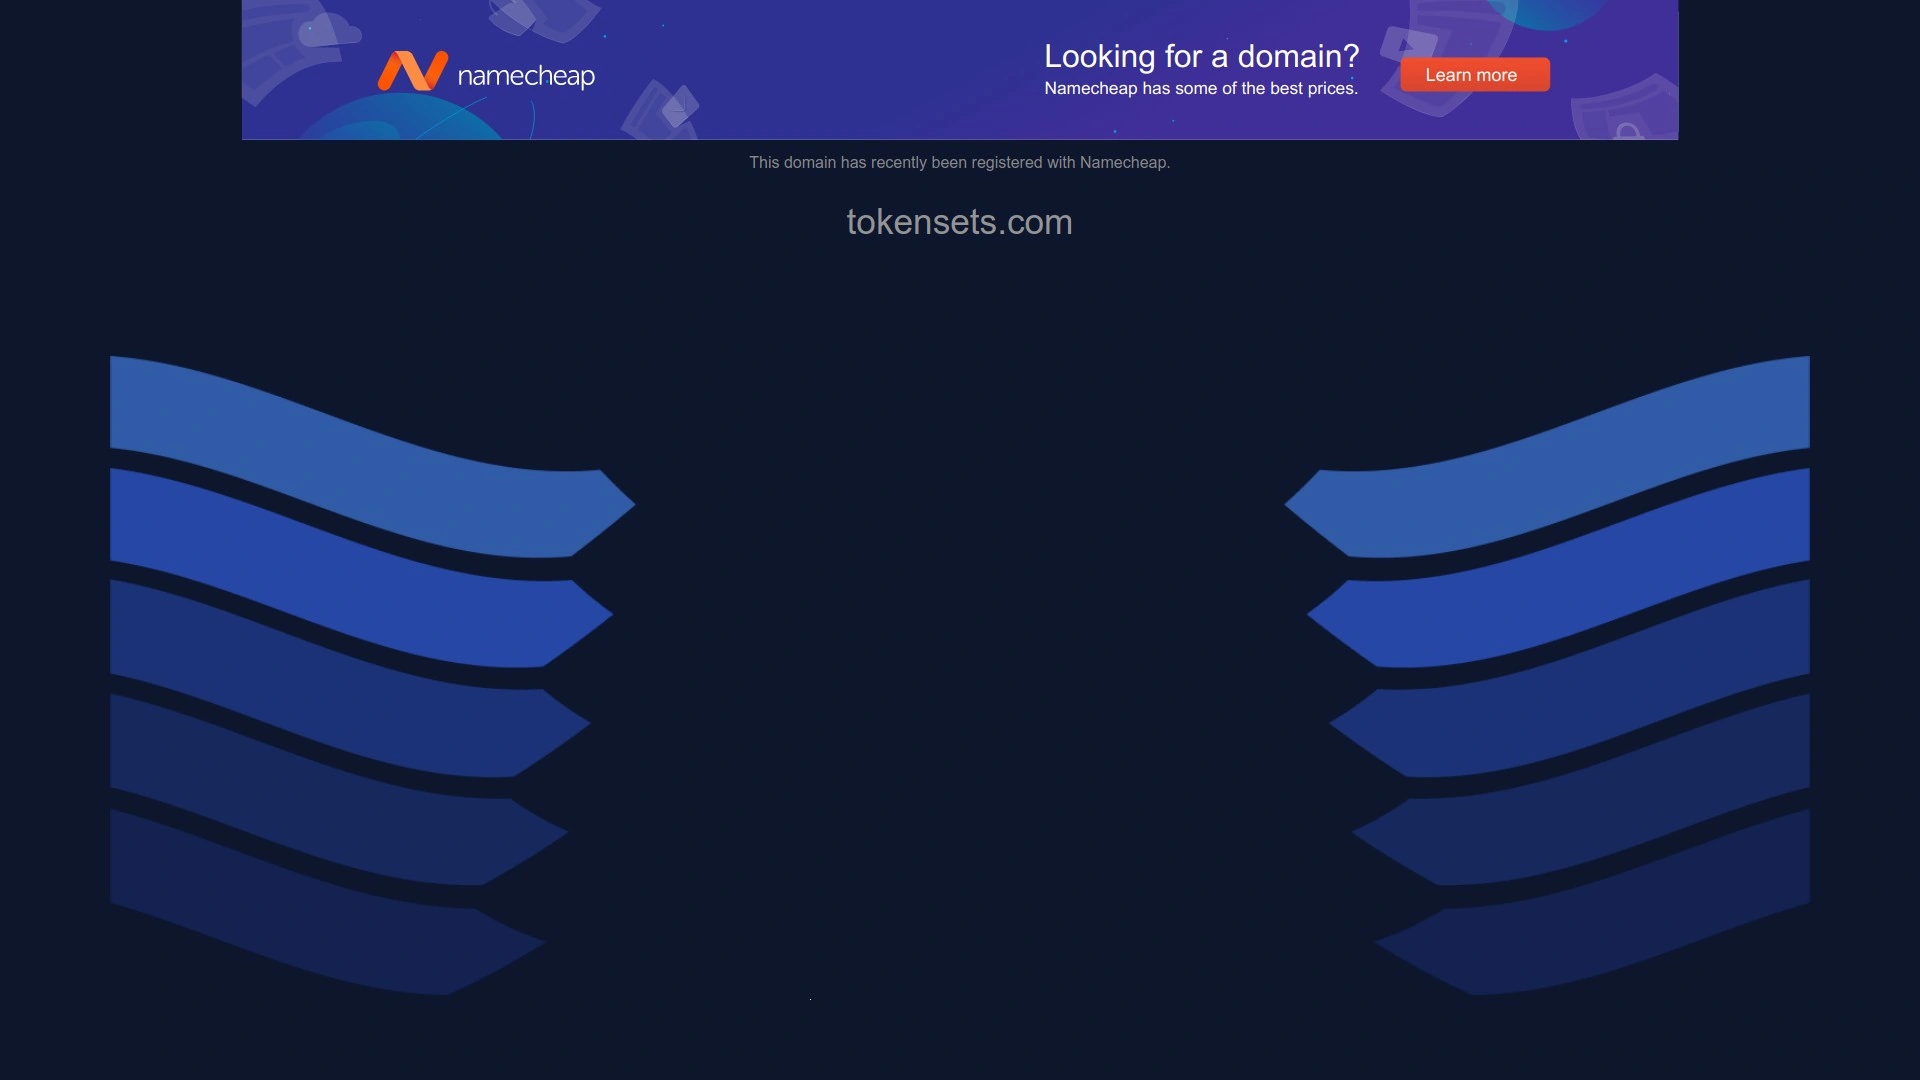 namecheap
Looking for a domain?
Namecheap has some of the best prices.
Learn more
This domain has recently been registered with Namecheap.
tokensets.com